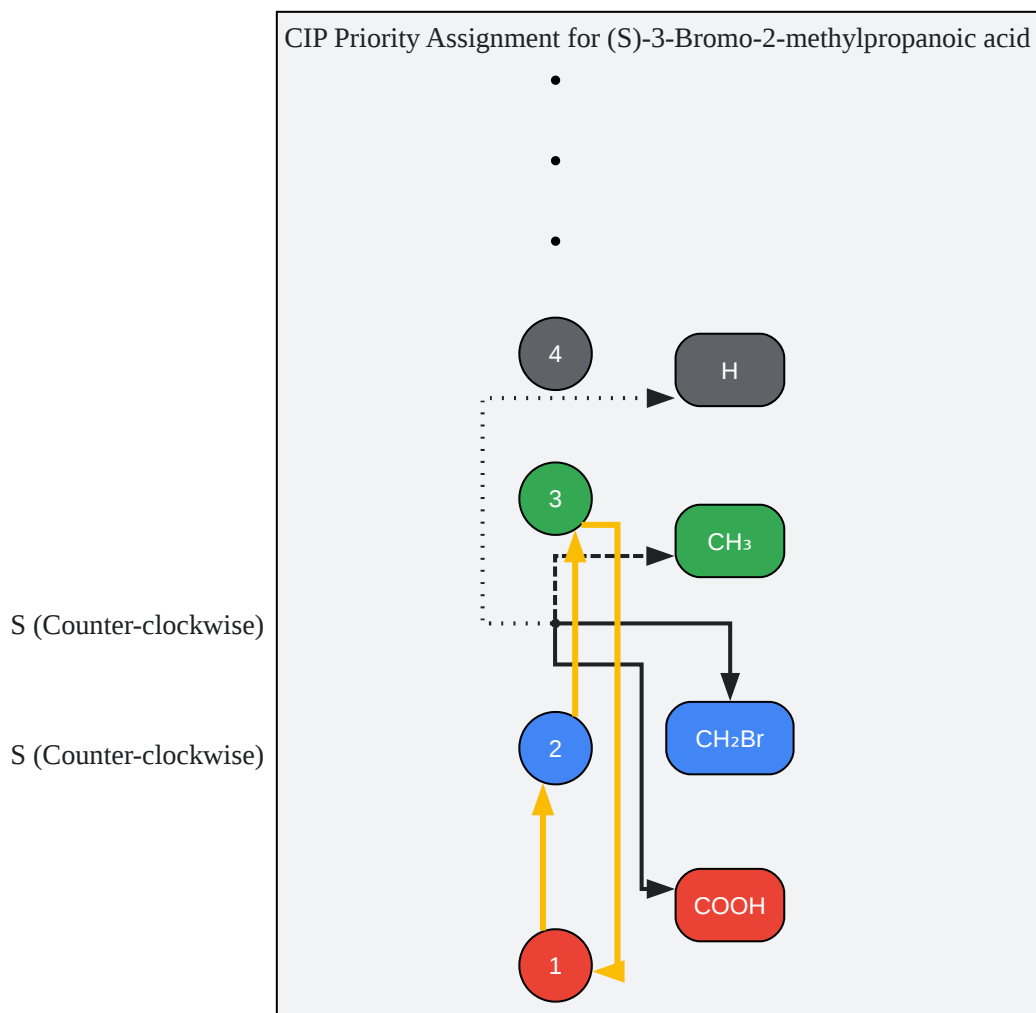 CIP Priority Assignment for (S)-3-Bromo-2-methylpropanoic acid
4
H
3
CH₃
S (Counter-clockwise)
S (Counter-clockwise)
2
CH₂Br
COOH
1